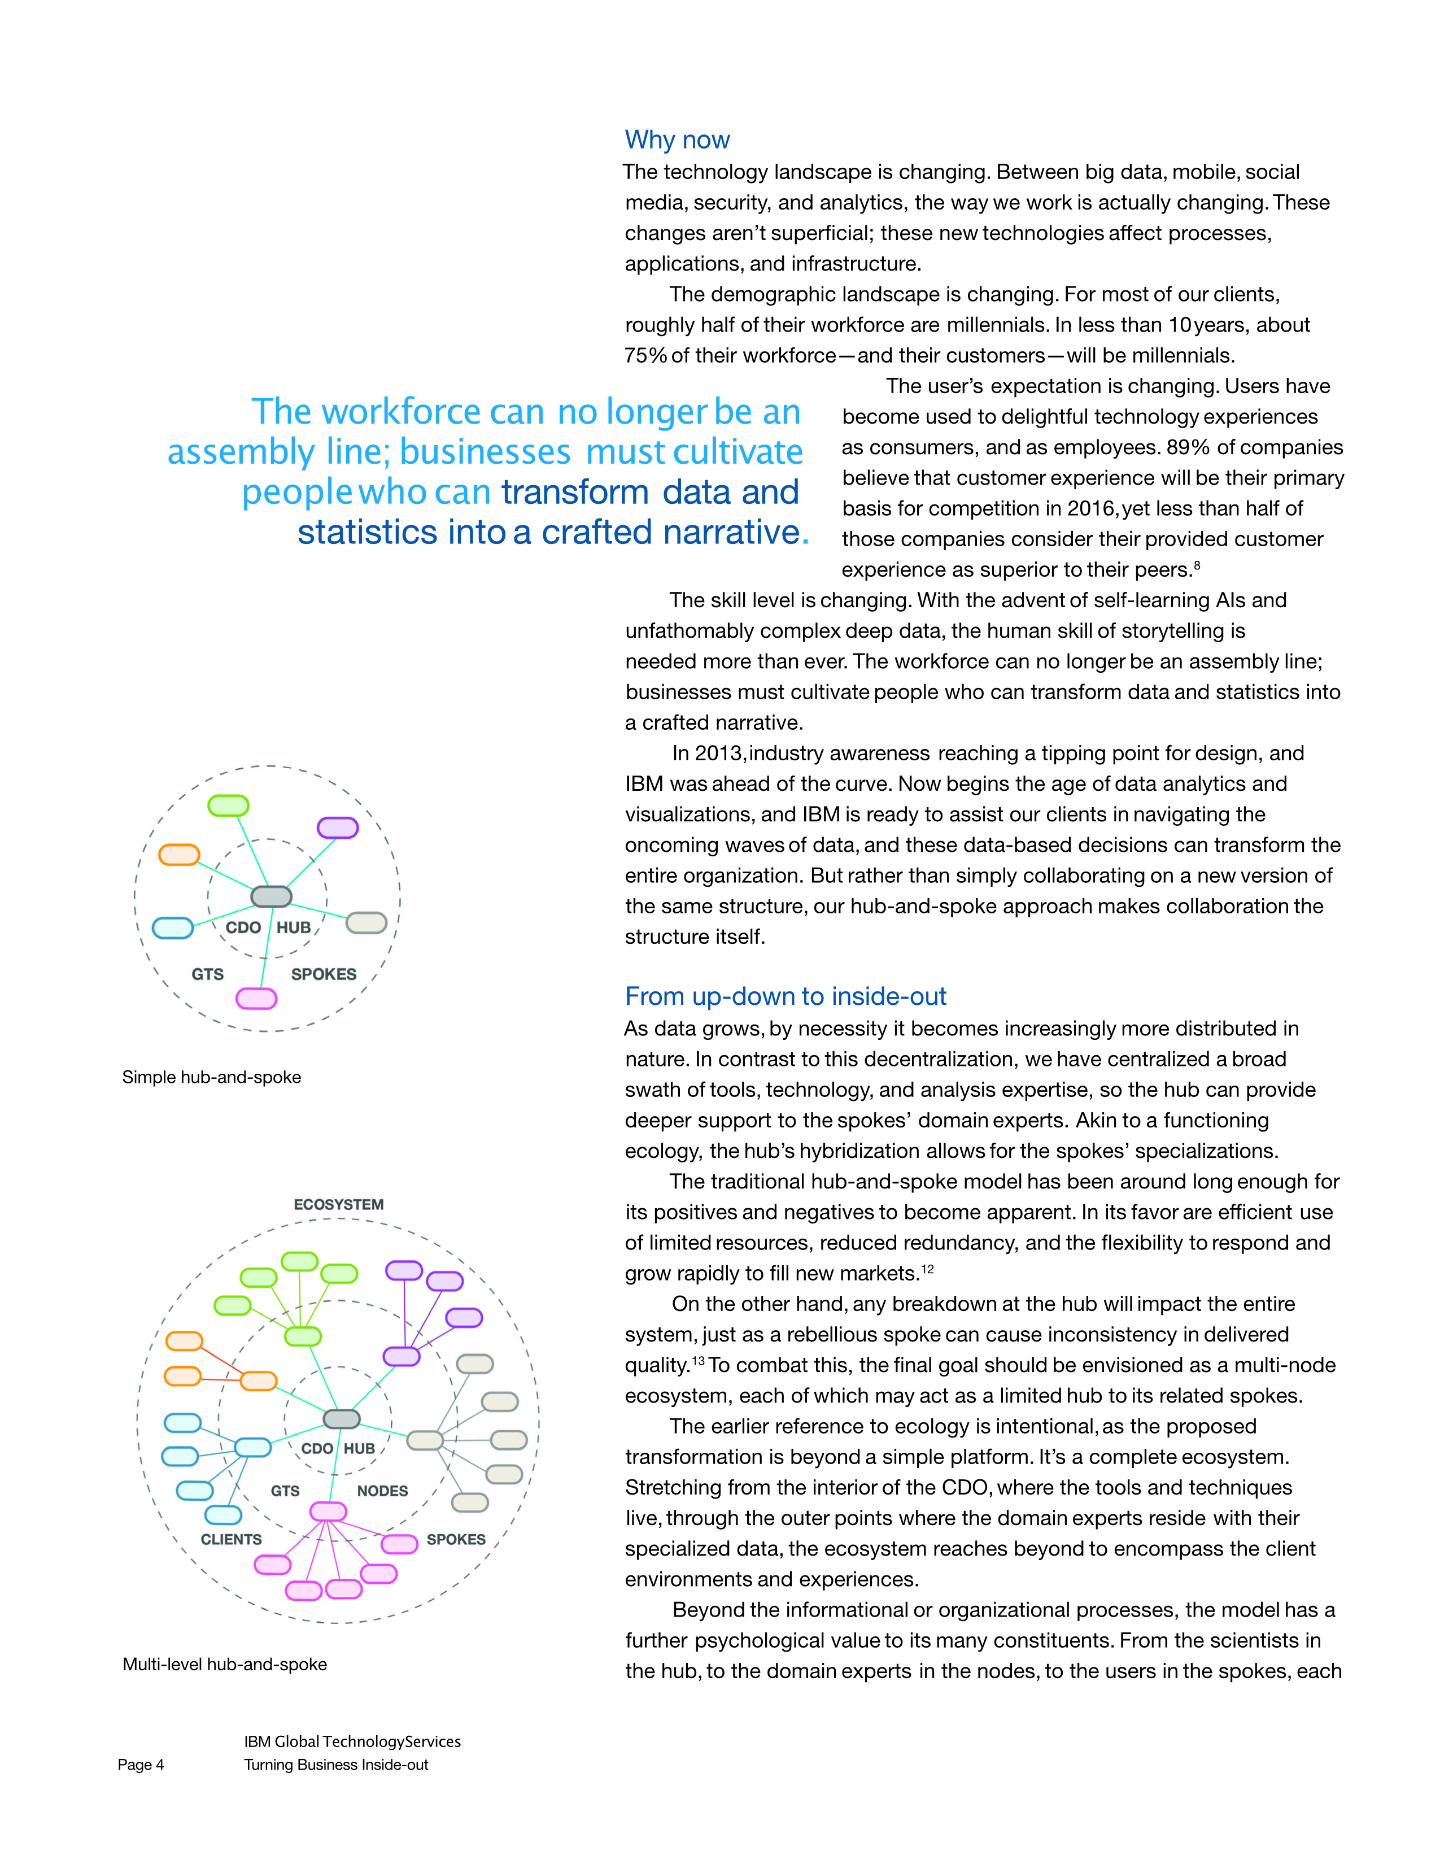 Why now
The technology landscape is changing. Between big data, mobile, social
media, security, and analytics, the way we work is actually changing. These
changes aren’t superficial; these new technologies affect processes,
applications, and infrastructure.
The demographic landscape is changing. For most of our clients,
roughly half of their workforce are millennials. In less than 10 years, about
75% of their workforce—and their customers—will be millennials.
The workforce can no longer be an
assembly line; businesses must cultivate
people who can transform data and
statistics into a crafted narrative.
The user’s expectation is changing. Users have
become used to delightful technology experiences
as consumers, and as employees. 89% of companies
believe that customer experience will be their primary
basis for competition in 2016, yet less than half of
those companies consider their provided customer
experience as superior to their peers.⁸
The skill level is changing. With the advent of self-learning AIs and
unfathomably complex deep data, the human skill of storytelling is
needed more than ever. The workforce can no longer be an assembly line;
businesses must cultivate people who can transform data and statistics into
a crafted narrative.
In 2013, industry awareness reaching a tipping point for design, and
IBM was ahead of the curve. Now begins the age of data analytics and
visualizations, and IBM is ready to assist our clients in navigating the
oncoming waves of data, and these data-based decisions can transform the
entire organization. But rather than simply collaborating on a new version of
the same structure, our hub-and-spoke approach makes collaboration the
structure itself.
CDO HUB
GTS SPOKES
Simple hub-and-spoke
From up-down to inside-out
As data grows, by necessity it becomes increasingly more distributed in
nature. In contrast to this decentralization, we have centralized a broad
swath of tools, technology, and analysis expertise, so the hub can provide
deeper support to the spokes’ domain experts. Akin to a functioning
ecology, the hub’s hybridization allows for the spokes’ specializations.
The traditional hub-and-spoke model has been around long enough for
its positives and negatives to become apparent. In its favor are efficient use
of limited resources, reduced redundancy, and the flexibility to respond and
grow rapidly to fill new markets.¹²
On the other hand, any breakdown at the hub will impact the entire
system, just as a rebellious spoke can cause inconsistency in delivered
quality.¹³ To combat this, the final goal should be envisioned as a multi-node
ecosystem, each of which may act as a limited hub to its related spokes.
The earlier reference to ecology is intentional, as the proposed
transformation is beyond a simple platform. It’s a complete ecosystem.
Stretching from the interior of the CDO, where the tools and techniques
live, through the outer points where the domain experts reside with their
specialized data, the ecosystem reaches beyond to encompass the client
environments and experiences.
Beyond the informational or organizational processes, the model has a
further psychological value to its many constituents. From the scientists in
the hub, to the domain experts in the nodes, to the users in the spokes, each
ECOSYSTEM
CDO HUB
GTS NODES
CLIENTS SPOKES
Multi-level hub-and-spoke
IBM Global TechnologyServices
Page 4 Turning Business Inside-out